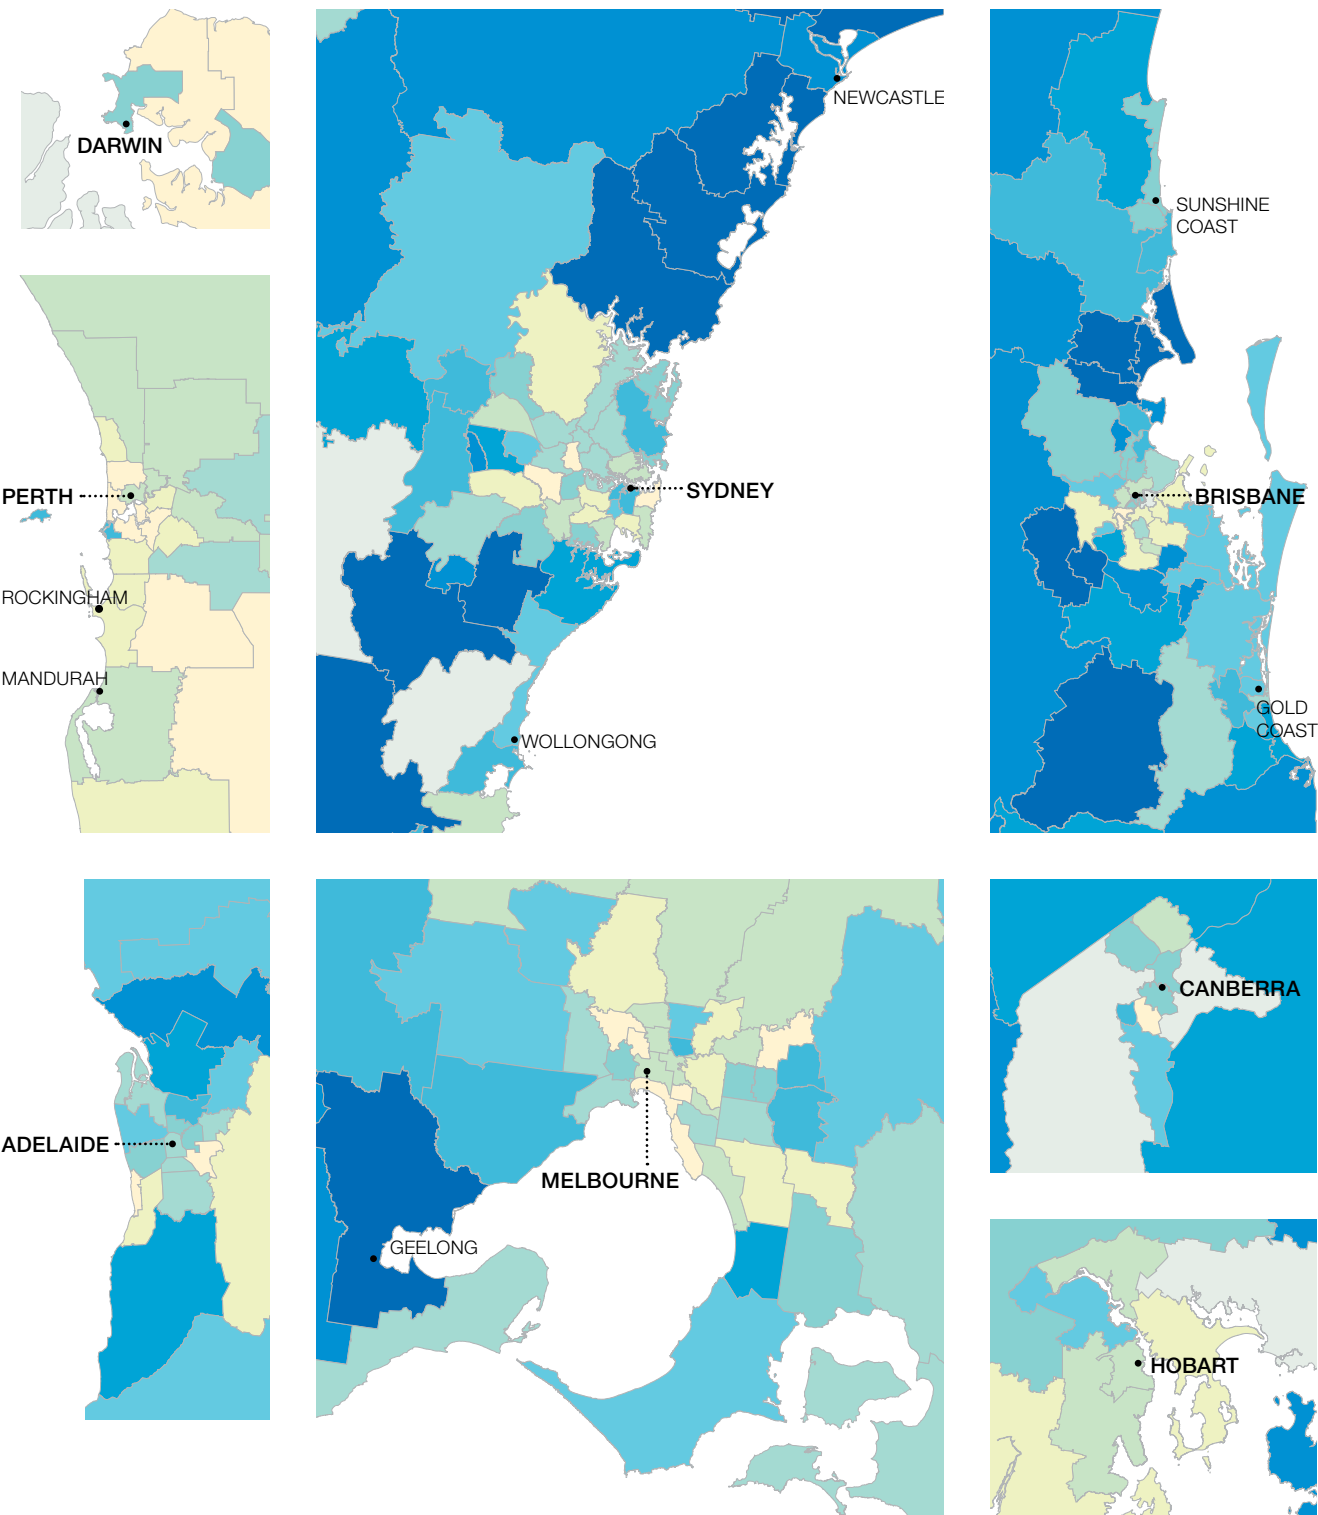 NEWCASTLE
DARWIN
SUNSHINE
COAST
PERTH
SYDNEY
BRISBANE
ROCKINGHAM
MANDURAH
GOLD
COAST
WOLLONGONG
CANBERRA
ADELAIDE
MELBOURNE
GEELONG
HOBART